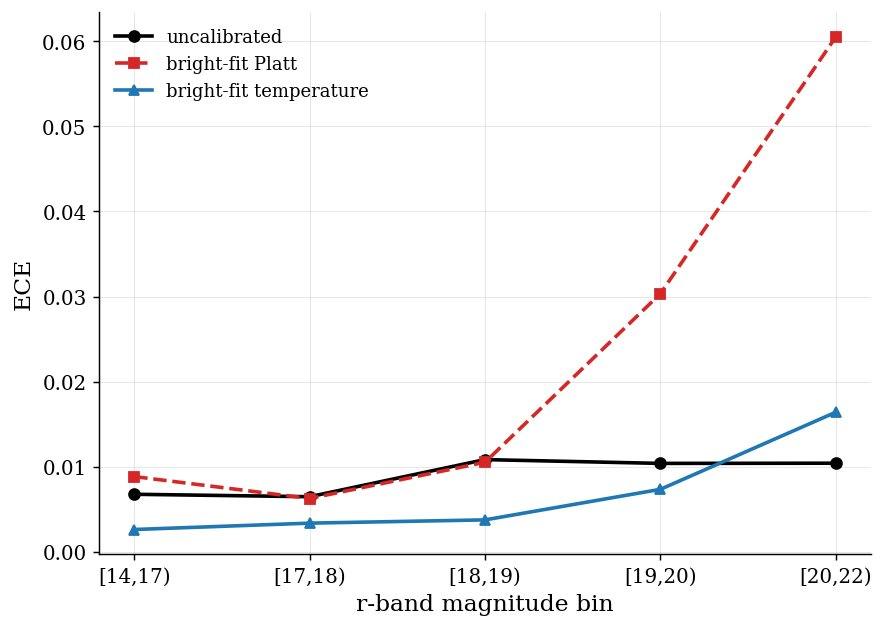 uncalibrated
bright-fit Platt
bright-fit temperature
0.06
0.05
0.04
0.03
0.02
0.01
0.00
ECE
[14,17) [17,18) [18,19) [19,20) [20,22)
r-band magnitude bin